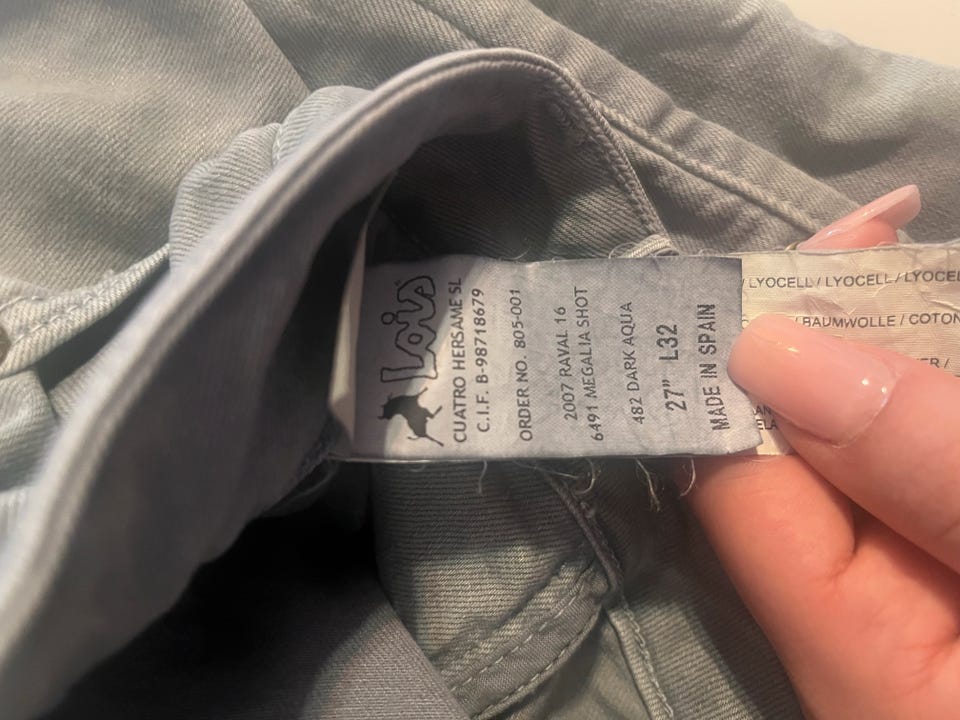 Lois
CUATRO HERSAME SL
C.I.F. B-98718679
ORDER NO. 805-001
2007 RAVAL 16
6491 MEGALIA SHOT
482 DARK AQUA
27" L32
MADE IN SPAIN
/ LYOCELL / LYOCELL / LYOCEL
/ BAUMWOLLE / COTON